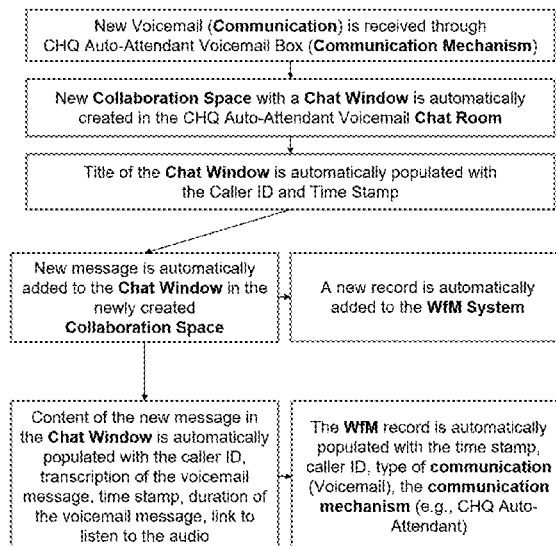 New Voicemail (Communication) is received through
CHQ Auto-Attendant Voicemail Box (Communication Mechanism)
New Collaboration Space with a Chat Window is automatically
created in the CHQ Auto-Attendant Voicemail Chat Room
Title of the Chat Window is automatically populated with
the Caller ID and Time Stamp
New message is automatically
added to the Chat Window in the
newly created
Collaboration Space
A new record is automatically
added to the WfM System
Content of the new message in
the Chat Window is automatically
populated with the caller ID,
transcription of the voicemail
message, time stamp, duration of
the voicemail message, link to
listen to the audio
The WfM record is automatically
populated with the time stamp,
caller ID, type of communication
(Voicemail), the communication
mechanism (e.g., CHQ Auto-
Attendant)